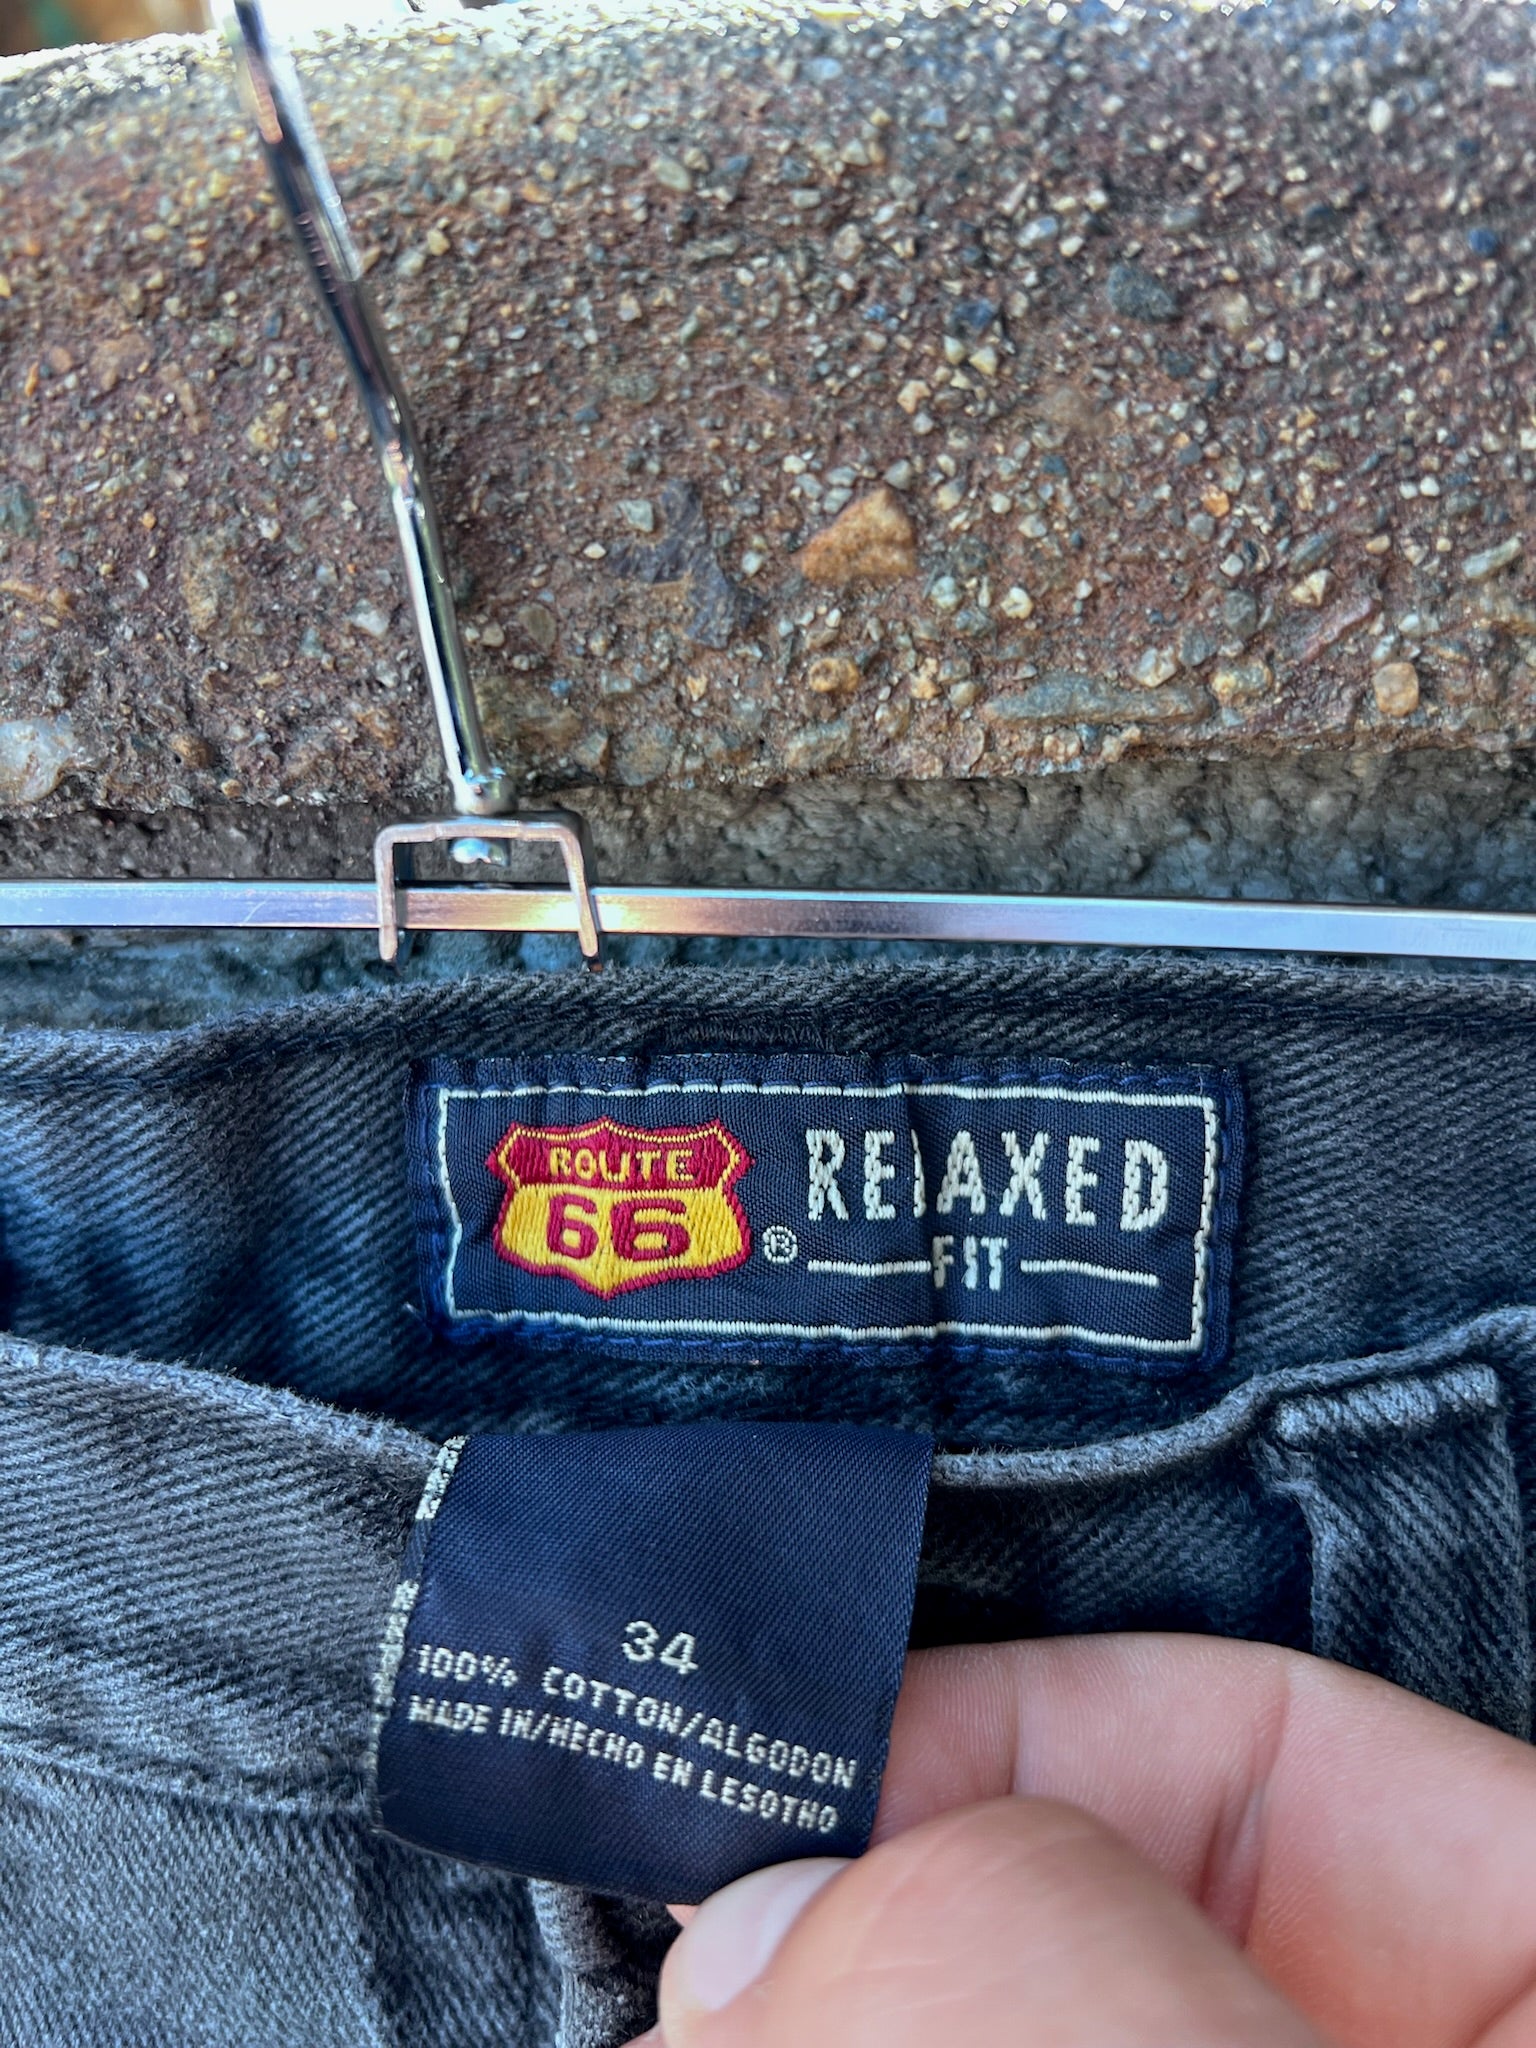 ROUTE
66
®
RELAXED
FIT
34
100% COTTON/ALGODON
MADE IN/HECHO EN LESOTHO